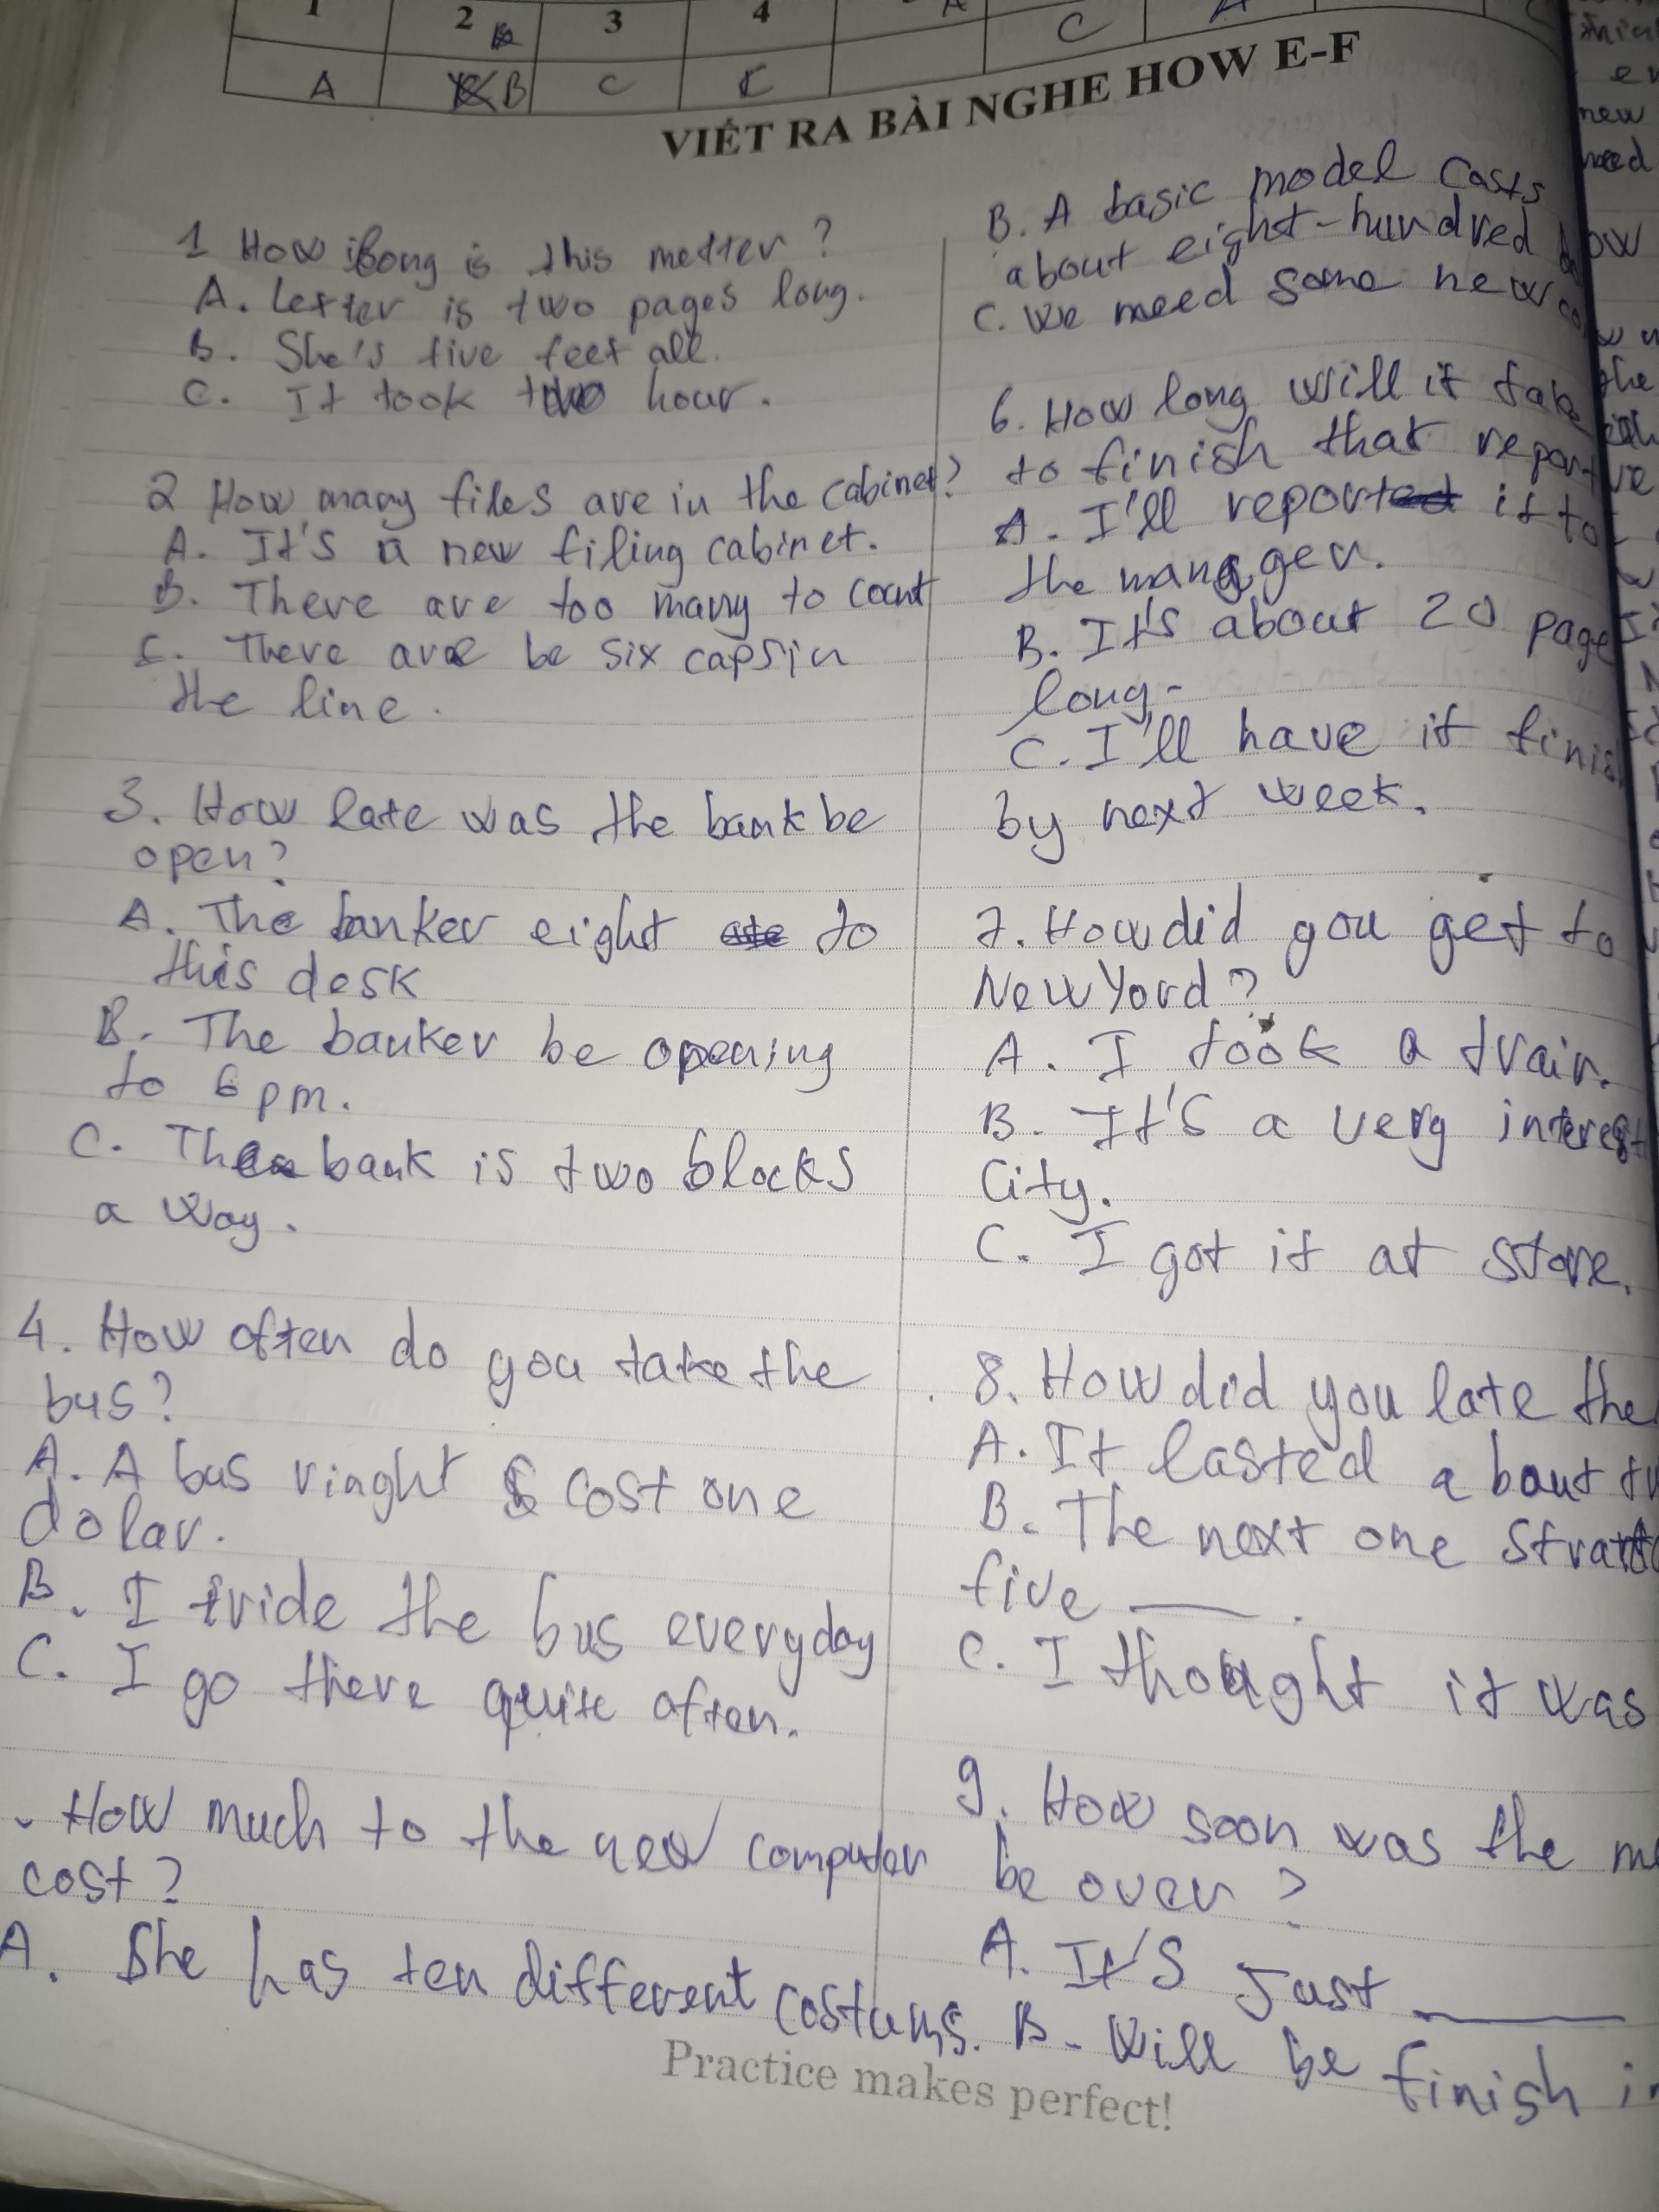 1 2 3 4 A C A
A B C C
VIẾT RA BÀI NGHE HOW E-F
1 How long is this metter ?
A. Letter is two pages long.
B. She's five feet all.
C. It took two hour.
2 How many files are in the cabinet?
A. It's a new filing cabinet.
B. There are too many to count
C. There are be six capsin
the line.
3. How late was the bank be
open?
A. The banker eight to
this desk
B. The banker be opening
to 6 pm.
C. The bank is two blocks
a way.
4. How often do you take the
bus?
A. A bus ringht cost one
dolar.
B. I tride the bus everyday
C. I go there quite often.
. How much to the new computer
cost?
A. She has ten different costums.
B. A basic model costs
about eight-hundred
C. We need some new
6. How long will it take
to finish that report
A. I'll report it to
the manager.
B. It's about 20 page
long-
C. I'll have it finis
by next week.
7. How did you get to
New Yord?
A. I took a train.
B. It's a very interest
City.
C. I got it at store.
8. How did you late the
A. It lasted about
B. The next one
five ___.
C. I thought it was
9. How soon was the m
be over ?
A. It's Just ___
B- Will be finish i
Practice makes perfect!
new
need
ow
the